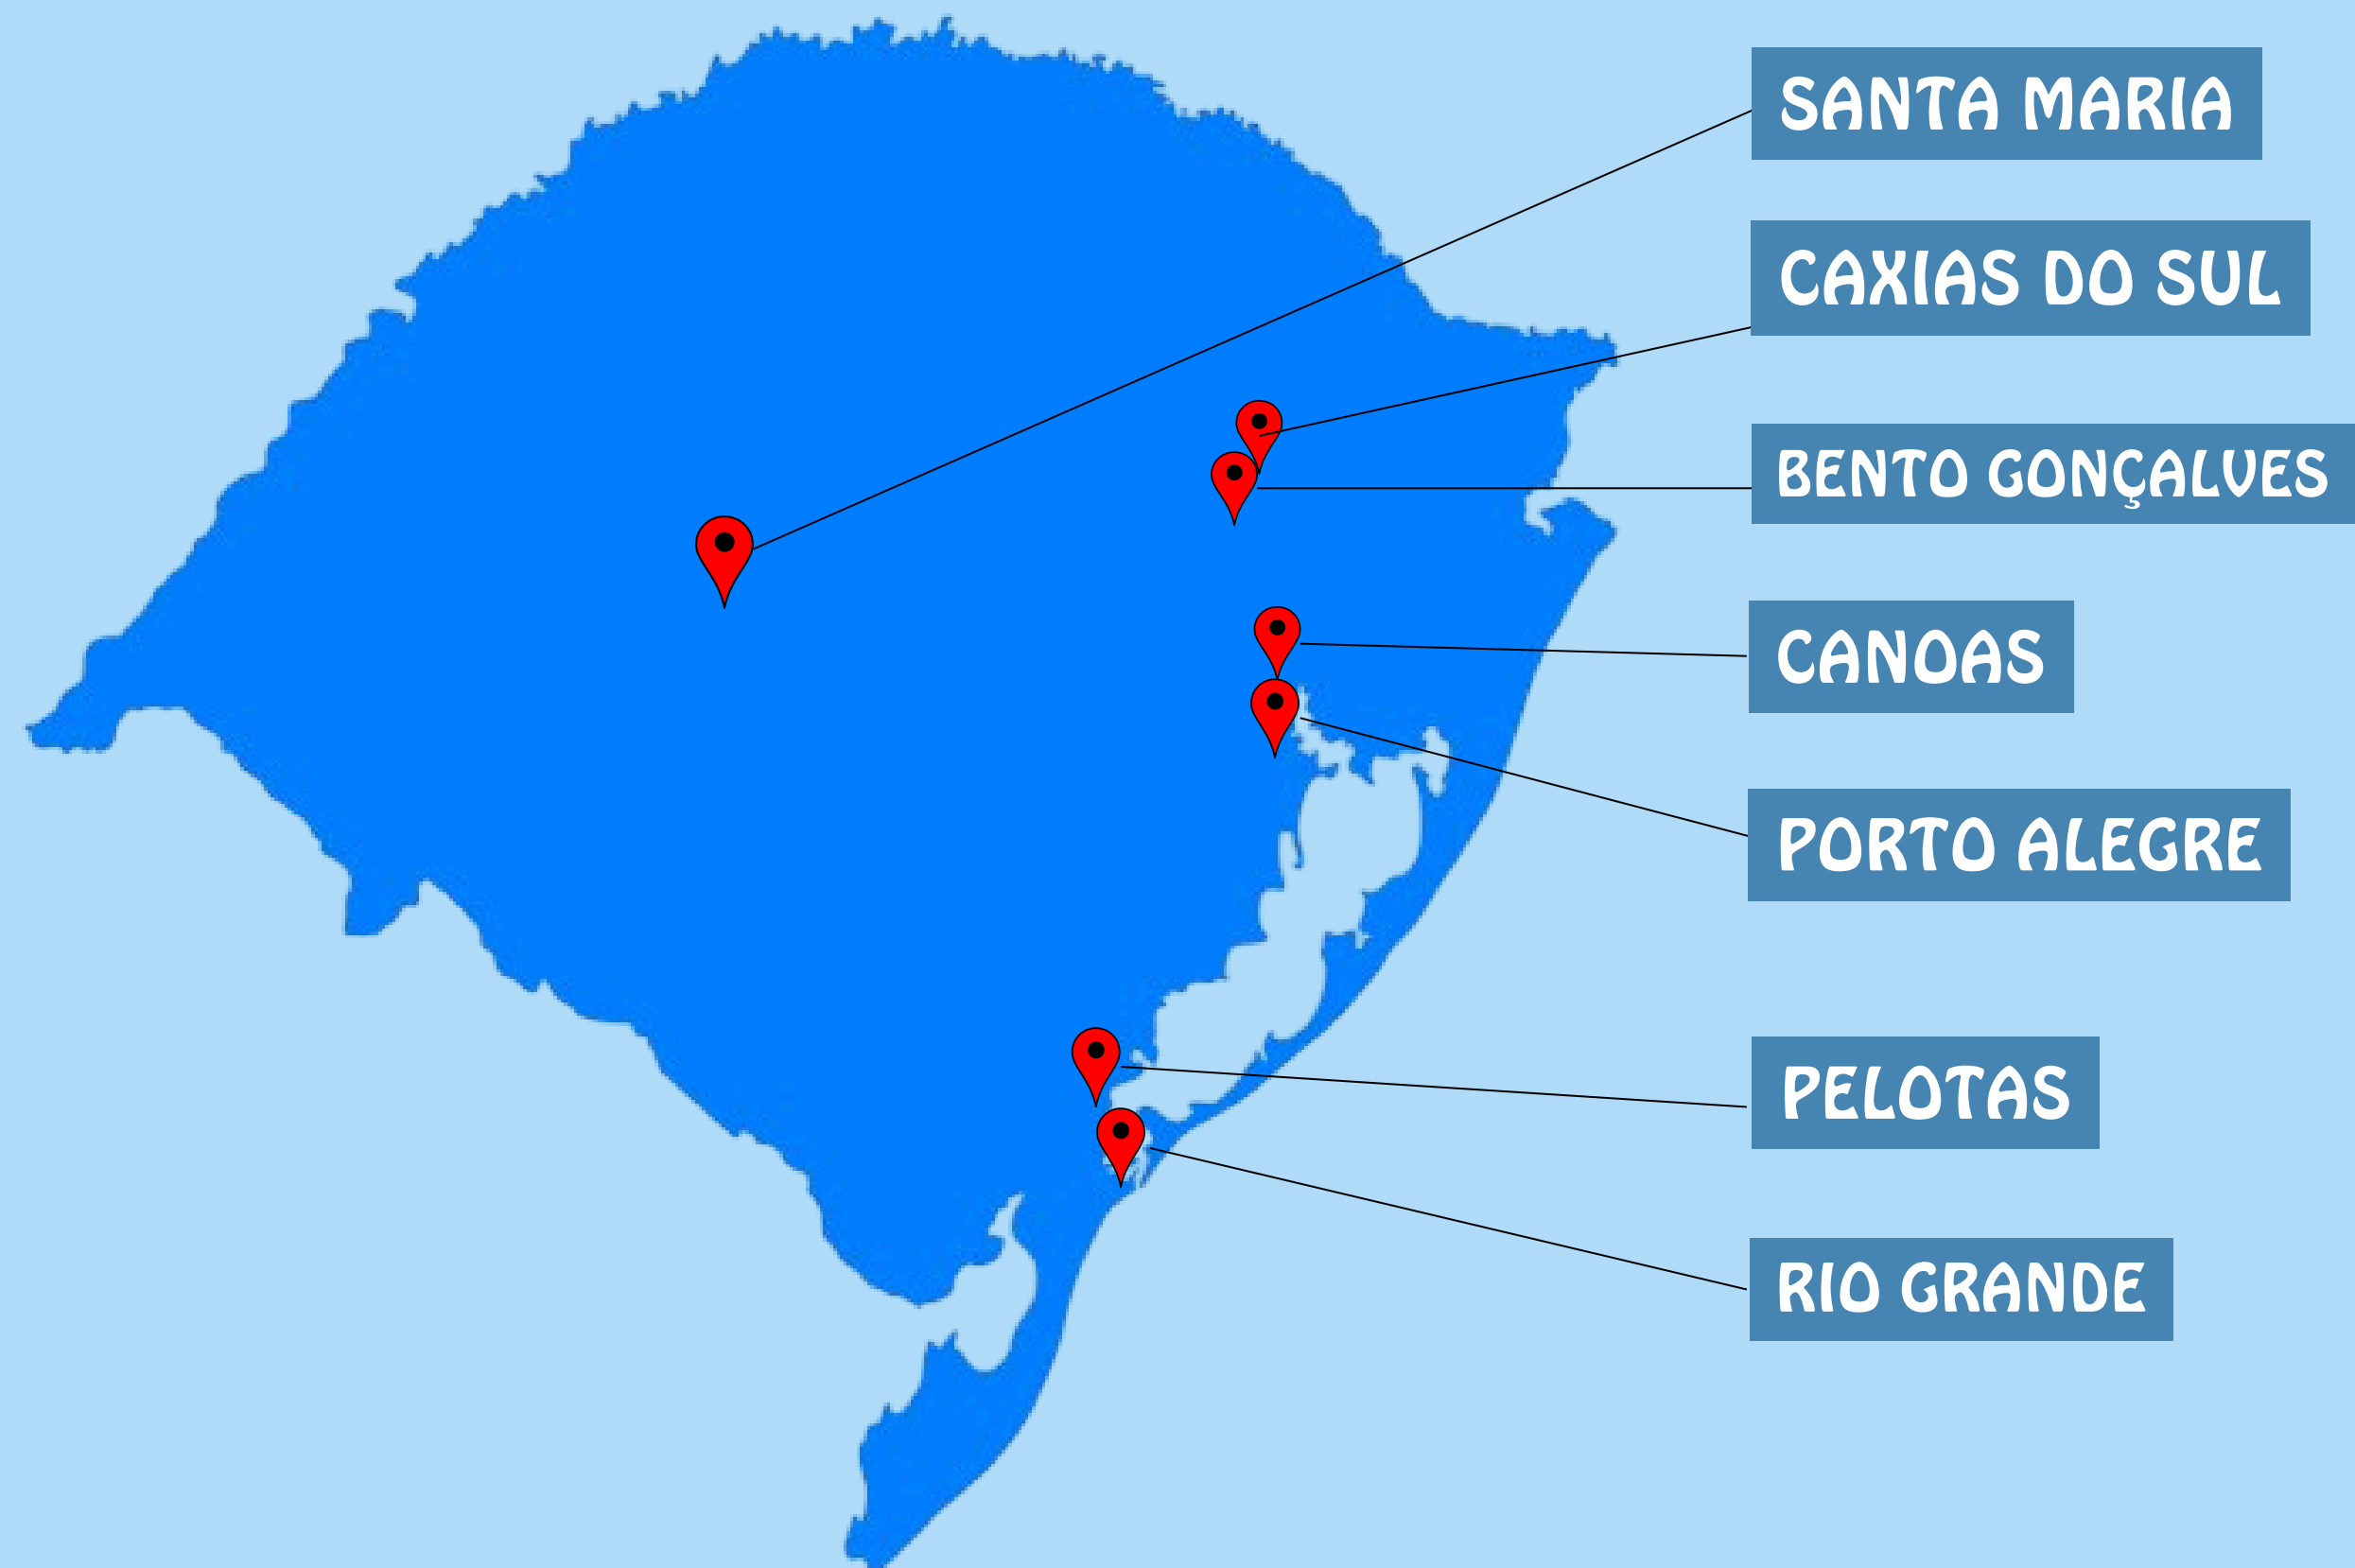 SANTA MARIA
CAXIAS DO SUL
BENTO GONÇALVES
CANOAS
PORTO ALEGRE
PELOTAS
RIO GRANDE